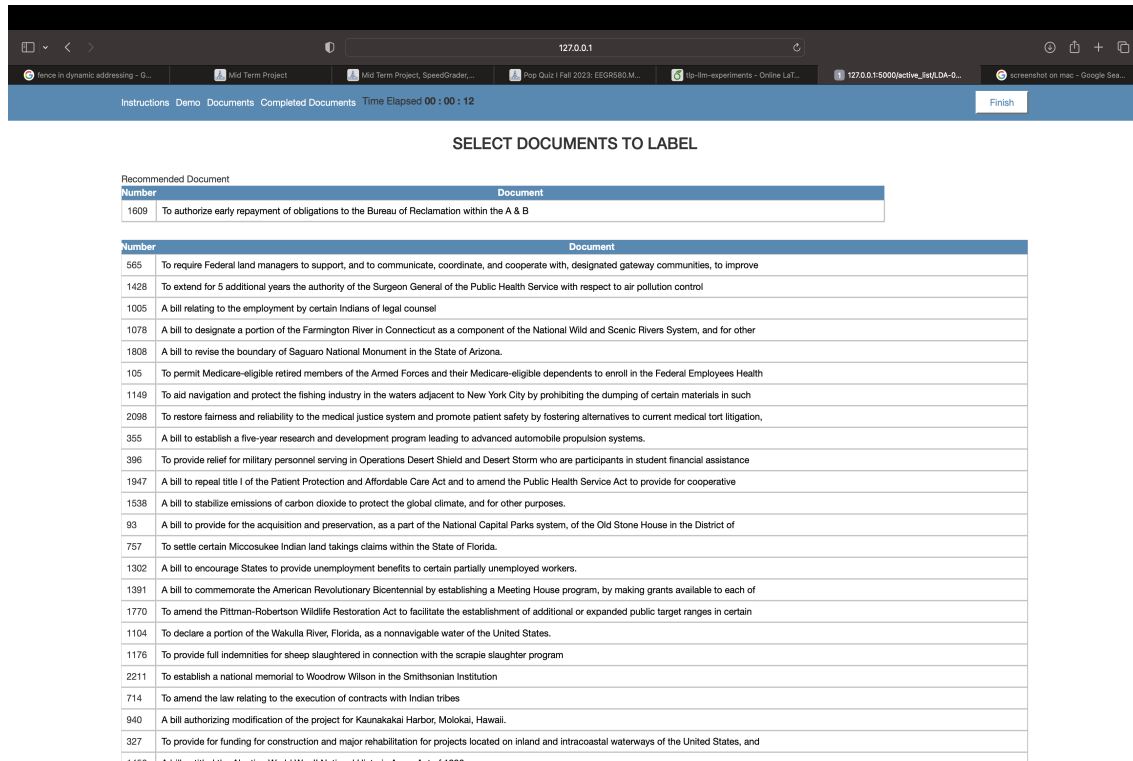 127.0.0.1
fence in dynamic addressing - G...
Mid Term Project
Mid Term Project, SpeedGrader,...
Pop Quiz I Fall 2023: EEGR580.M...
tlp-llm-experiments - Online LaT...
1 127.0.0.1:5000/active_list/LDA-0...
screenshot on mac - Google Sea...
Instructions Demo Documents Completed Documents Time Elapsed 00 : 00 : 12
Finish
SELECT DOCUMENTS TO LABEL
Recommended Document
Number Document
1609 To authorize early repayment of obligations to the Bureau of Reclamation within the A & B
Number Document
565 To require Federal land managers to support, and to communicate, coordinate, and cooperate with, designated gateway communities, to improve
1428 To extend for 5 additional years the authority of the Surgeon General of the Public Health Service with respect to air pollution control
1005 A bill relating to the employment by certain Indians of legal counsel
1078 A bill to designate a portion of the Farmington River in Connecticut as a component of the National Wild and Scenic Rivers System, and for other
1808 A bill to revise the boundary of Saguaro National Monument in the State of Arizona.
105 To permit Medicare-eligible retired members of the Armed Forces and their Medicare-eligible dependents to enroll in the Federal Employees Health
1149 To aid navigation and protect the fishing industry in the waters adjacent to New York City by prohibiting the dumping of certain materials in such
2098 To restore fairness and reliability to the medical justice system and promote patient safety by fostering alternatives to current medical tort litigation,
355 A bill to establish a five-year research and development program leading to advanced automobile propulsion systems.
396 To provide relief for military personnel serving in Operations Desert Shield and Desert Storm who are participants in student financial assistance
1947 A bill to repeal title I of the Patient Protection and Affordable Care Act and to amend the Public Health Service Act to provide for cooperative
1538 A bill to stabilize emissions of carbon dioxide to protect the global climate, and for other purposes.
93 A bill to provide for the acquisition and preservation, as a part of the National Capital Parks system, of the Old Stone House in the District of
757 To settle certain Miccosukee Indian land takings claims within the State of Florida.
1302 A bill to encourage States to provide unemployment benefits to certain partially unemployed workers.
1391 A bill to commemorate the American Revolutionary Bicentennial by establishing a Meeting House program, by making grants available to each of
1770 To amend the Pittman-Robertson Wildlife Restoration Act to facilitate the establishment of additional or expanded public target ranges in certain
1104 To declare a portion of the Wakulla River, Florida, as a nonnavigable water of the United States.
1176 To provide full indemnities for sheep slaughtered in connection with the scrapie slaughter program
2211 To establish a national memorial to Woodrow Wilson in the Smithsonian Institution
714 To amend the law relating to the execution of contracts with Indian tribes
940 A bill authorizing modification of the project for Kaunakakai Harbor, Molokai, Hawaii.
327 To provide for funding for construction and major rehabilitation for projects located on inland and intracoastal waterways of the United States, and